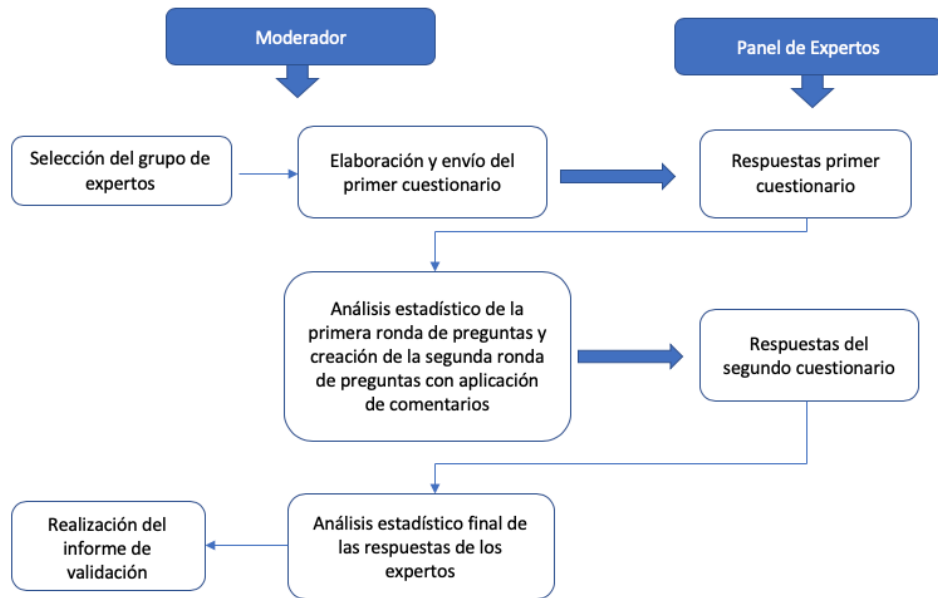 Moderador
Panel de Expertos
Selección del grupo de
expertos
Elaboración y envío del
primer cuestionario
Respuestas primer
cuestionario
Análisis estadístico de la
primera ronda de preguntas y
creación de la segunda ronda
de preguntas con aplicación
de comentarios
Respuestas del
segundo cuestionario
Realización del
informe de
validación
Análisis estadístico final de
las respuestas de los
expertos